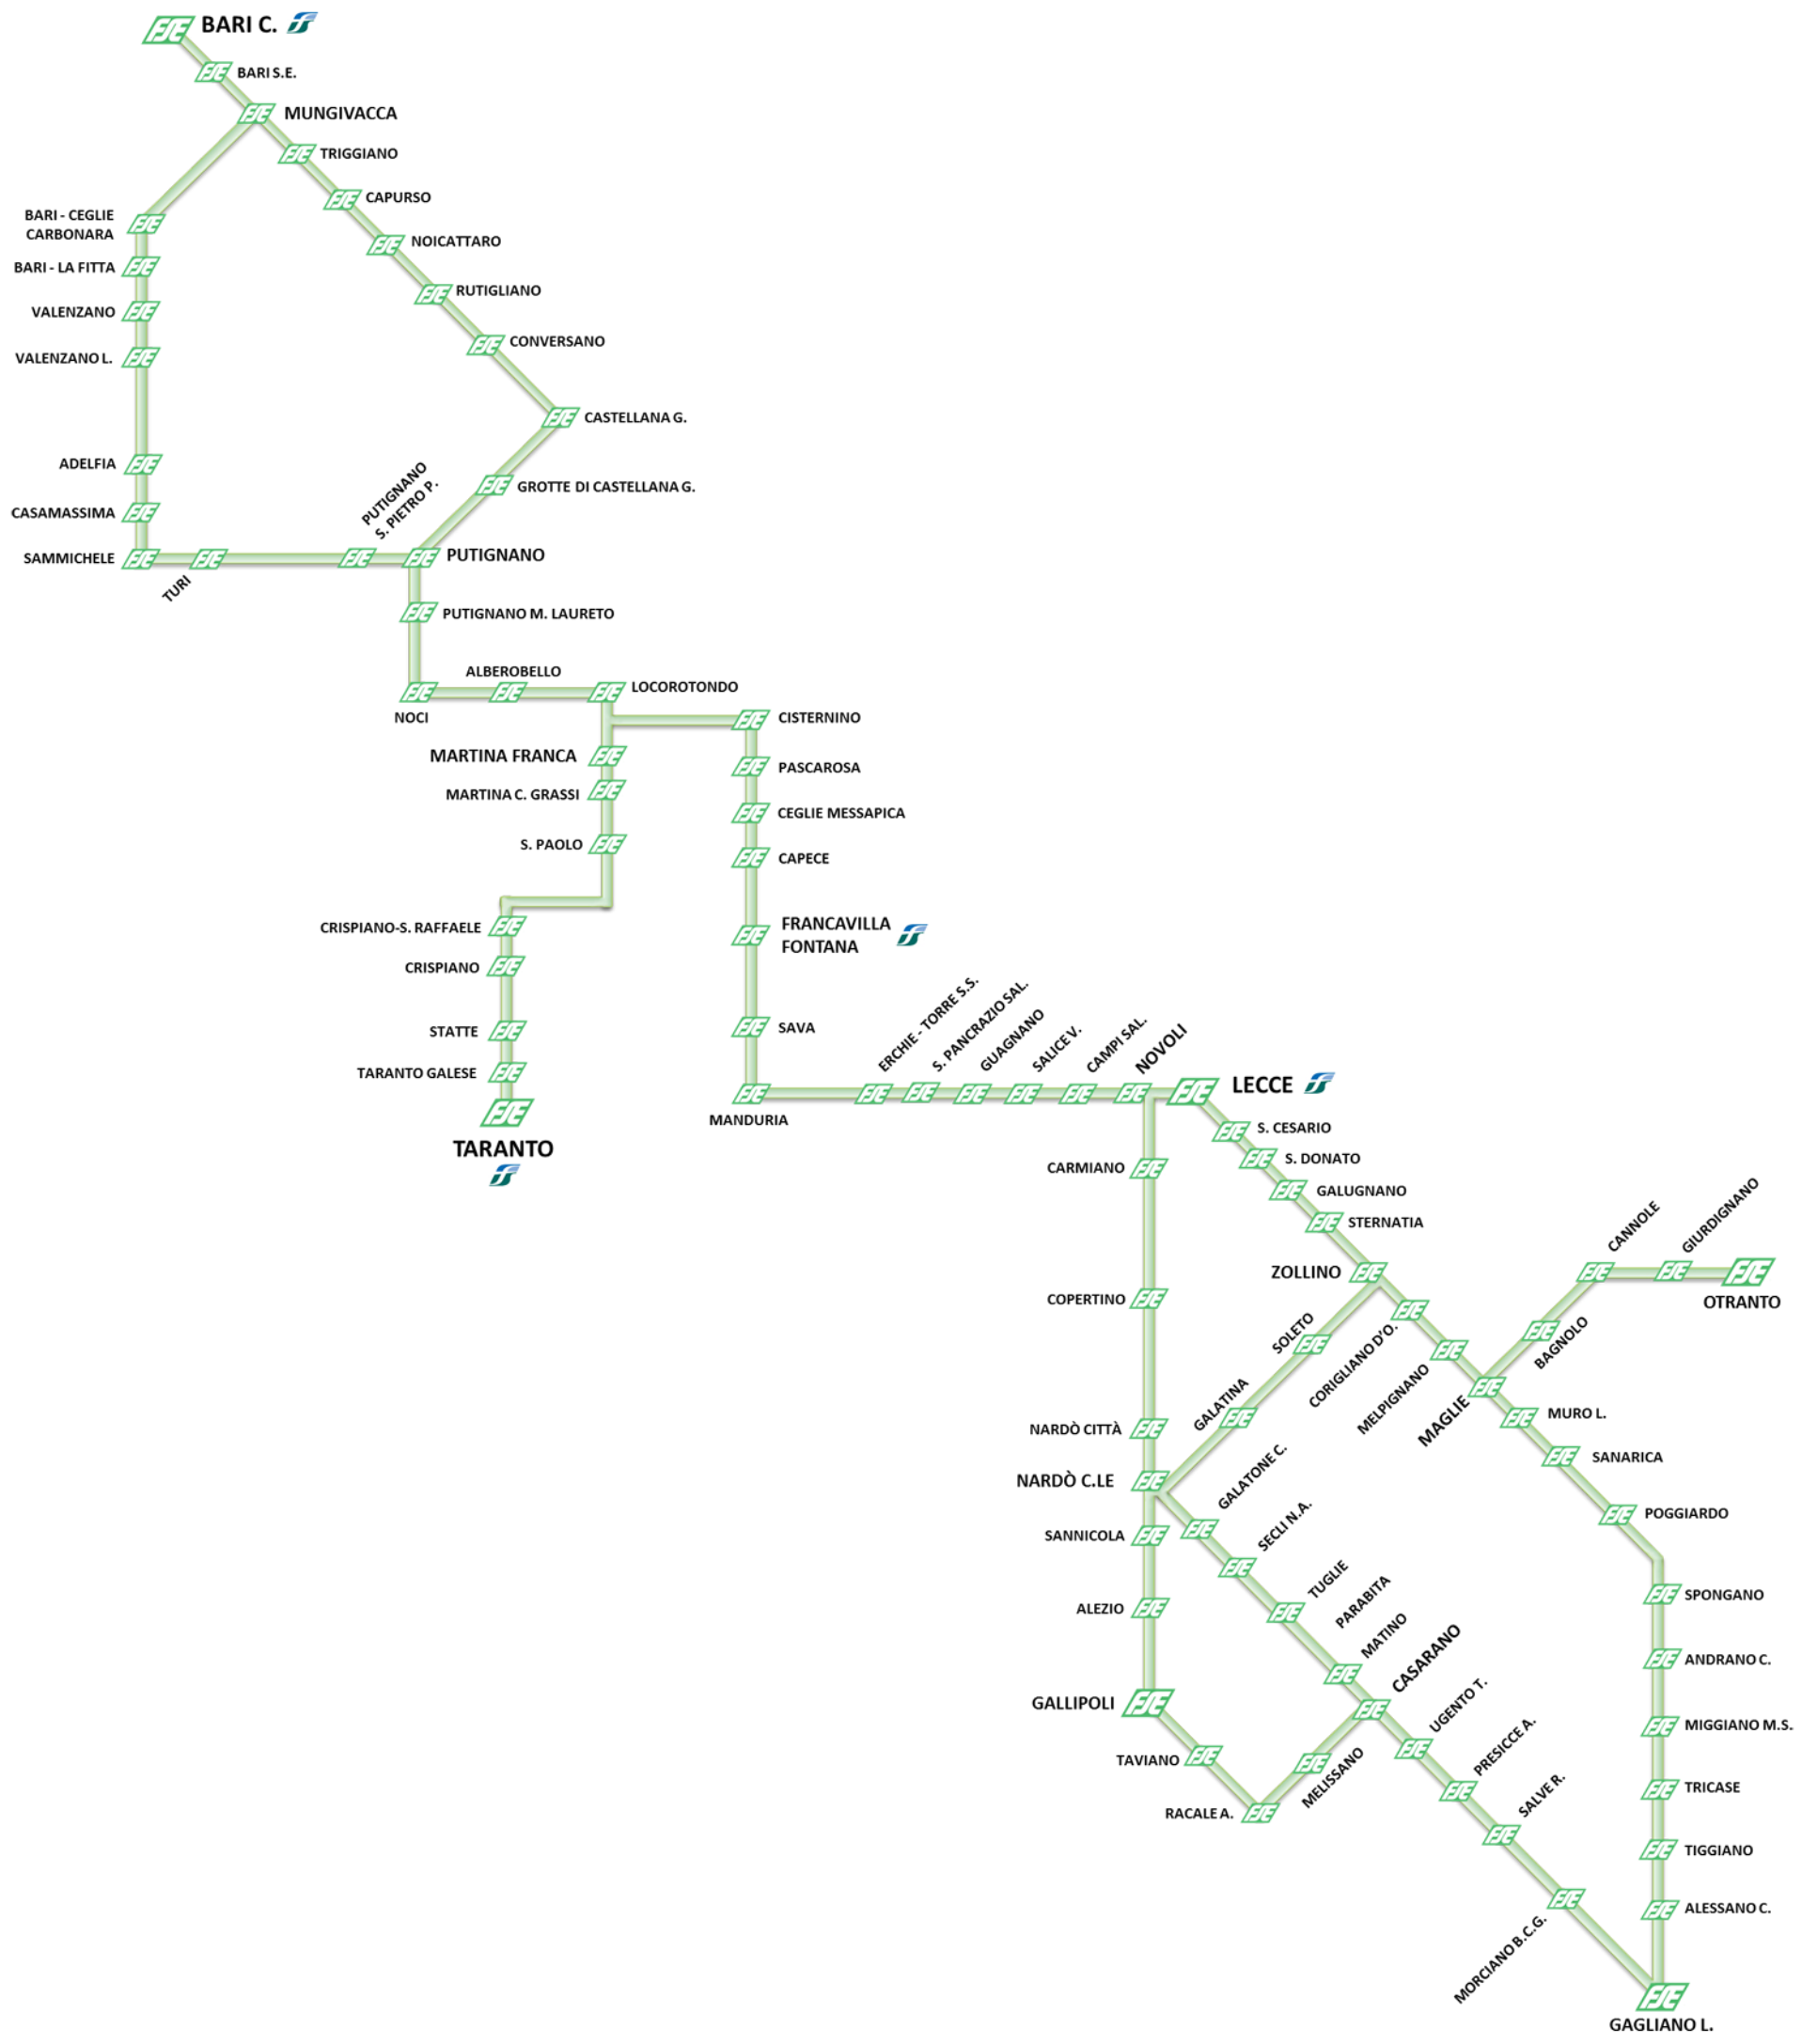 BARI C.
BARI S.E.
MUNGIVACCA
TRIGGIANO
CAPURSO
BARI - CEGLIE
CARBONARA
NOICATTARO
BARI - LA FITTA
RUTIGLIANO
VALENZANO
CONVERSANO
VALENZANO L.
CASTELLANA G.
ADELFIA
PUTIGNANO
S. PIETRO P.
GROTTE DI CASTELLANA G.
CASAMASSIMA
SAMMICHELE
TURI
PUTIGNANO
PUTIGNANO M. LAURETO
ALBEROBELLO
LOCOROTONDO
NOCI
CISTERNINO
MARTINA FRANCA
PASCAROSA
MARTINA C. GRASSI
CEGLIE MESSAPICA
S. PAOLO
CAPECE
CRISPIANO-S. RAFFAELE
FRANCAVILLA
FONTANA
CRISPIANO
STATTE
SAVA
TARANTO GALESE
TARANTO
MANDURIA
ERCHIE - TORRE S.S.
S. PANCRAZIO SAL.
GUAGNANO
SALICE V.
CAMPI SAL.
NOVOLI
LECCE
S. CESARIO
S. DONATO
CARMIANO
GALUGNANO
STERNATIA
CANNOLE
GIURDIGNANO
ZOLLINO
OTRANTO
COPERTINO
SOLETO
CORIGLIANO D'O.
BAGNOLO
GALATINA
MELPIGNANO
MAGLIE
MURO L.
NARDÒ CITTÀ
SANARICA
NARDÒ C.LE
GALATONE C.
POGGIARDO
SANNICOLA
SECLI N.A.
TUGLIE
PARABITA
SPONGANO
ALEZIO
MATINO
CASARANO
ANDRANO C.
GALLIPOLI
UGENTO T.
MIGGIANO M.S.
TAVIANO
PRESICCE A.
MELISSANO
TRICASE
RACALE A.
SALVE R.
TIGGIANO
ALESSANO C.
MORCIANO B.C.G.
GAGLIANO L.